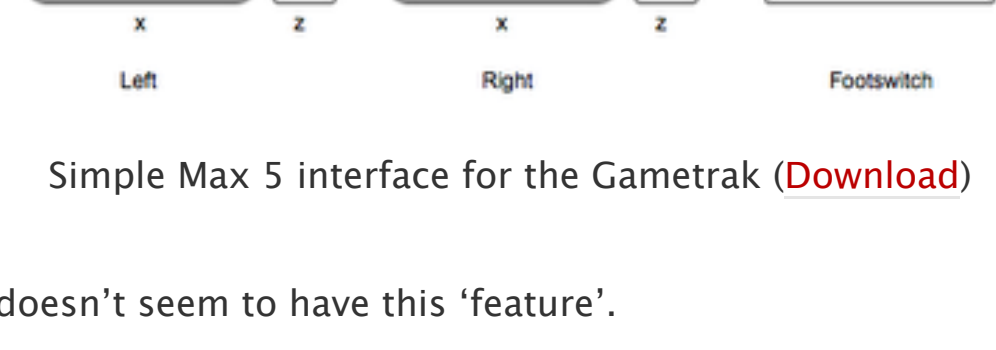 x z x z
Left Right Footswitch
Simple Max 5 interface for the Gametrak (Download)
doesn’t seem to have this ‘feature’.